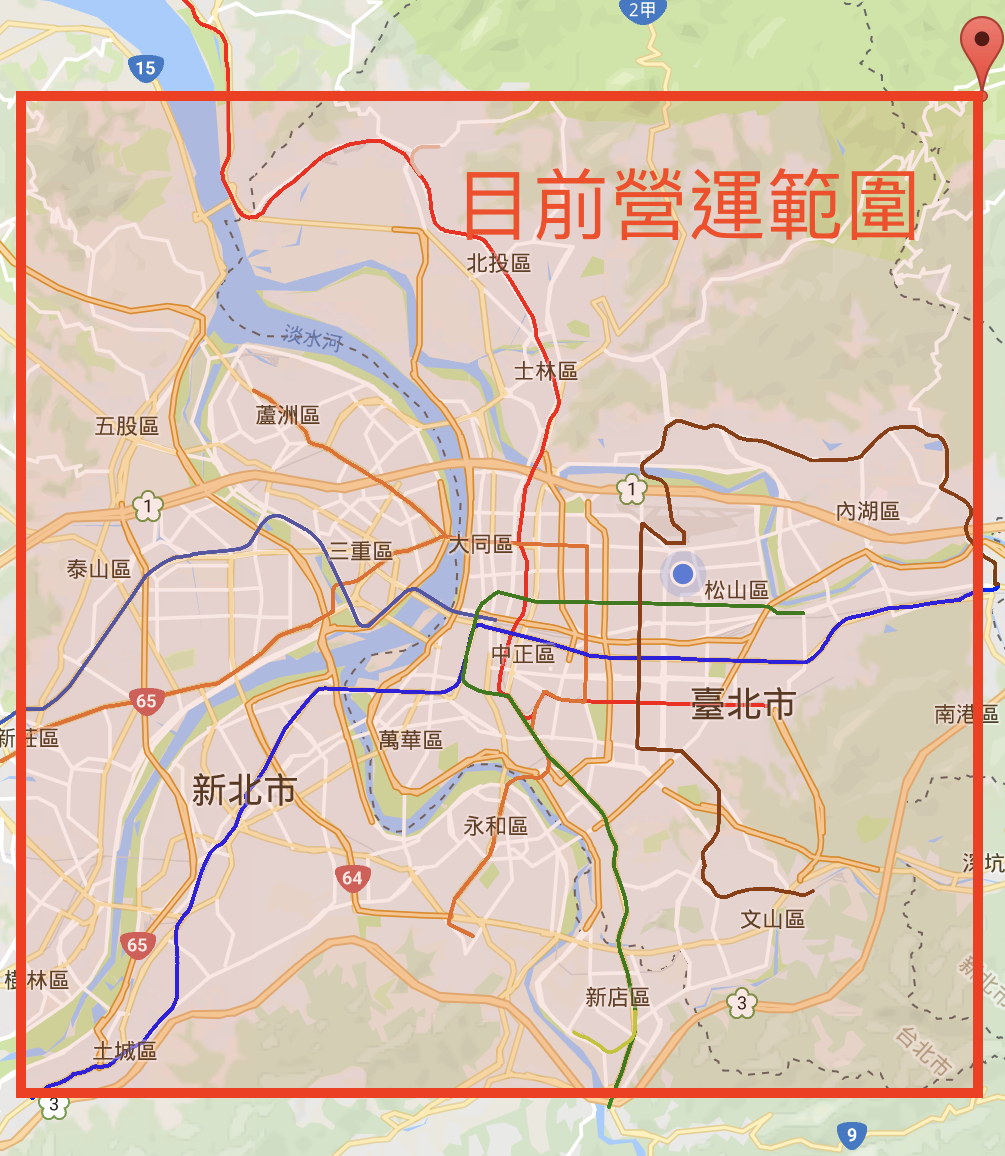 2甲
15
目前營運範圍
北投區
淡水河
士林區
蘆洲區
五股區
1
1
內湖區
三重區
大同區
泰山區
松山區
中正區
65
臺北市
新莊區
南港區
萬華區
新北市
永和區
深坑
64
文山區
65
樹林區
新店區
新北市
3
台北市
土城區
3
9